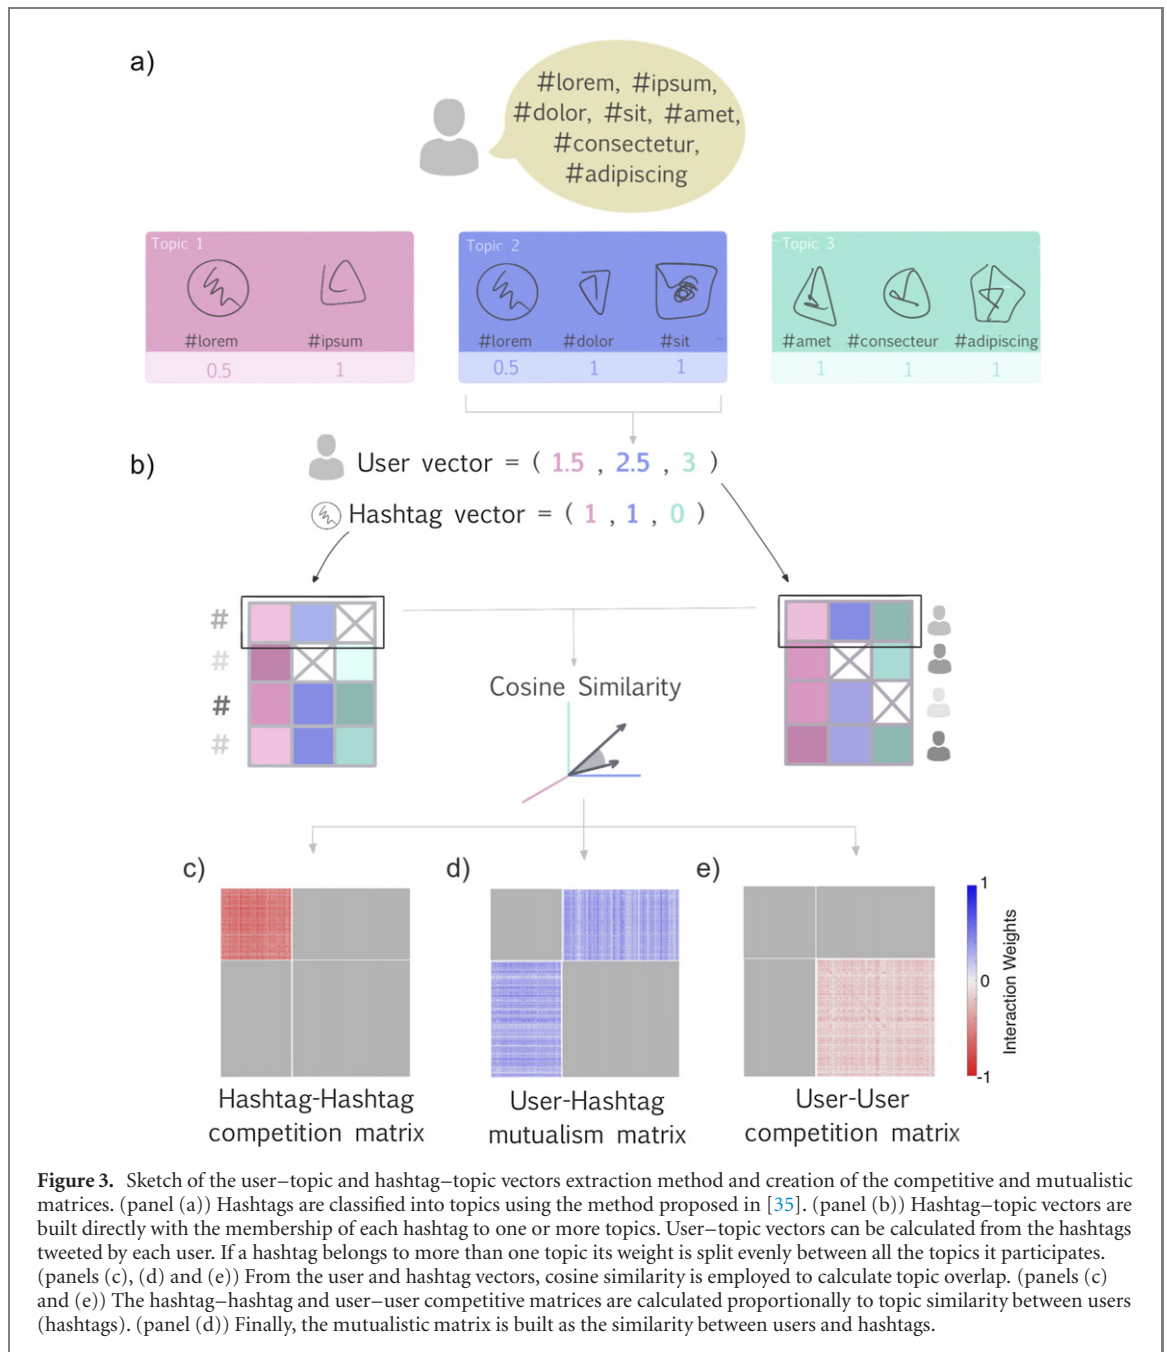 a)
#lorem, #ipsum,
#dolor, #sit, #amet,
#consectetur,
#adipiscing
Topic 1
#lorem #ipsum
0.5 1
Topic 2
#lorem #dolor #sit
0.5 1 1
Topic 3
#amet #consecteur #adipiscing
1 1 1
b)
User vector = ( 1.5 , 2.5 , 3 )
Hashtag vector = ( 1 , 1 , 0 )
#
#
#
#
Cosine Similarity
c)
Hashtag-Hashtag
competition matrix
d)
User-Hashtag
mutualism matrix
e)
User-User
competition matrix
1
0
-1
Interaction Weights
Figure 3. Sketch of the user–topic and hashtag–topic vectors extraction method and creation of the competitive and mutualistic
matrices. (panel (a)) Hashtags are classified into topics using the method proposed in [35]. (panel (b)) Hashtag–topic vectors are
built directly with the membership of each hashtag to one or more topics. User–topic vectors can be calculated from the hashtags
tweeted by each user. If a hashtag belongs to more than one topic its weight is split evenly between all the topics it participates.
(panels (c), (d) and (e)) From the user and hashtag vectors, cosine similarity is employed to calculate topic overlap. (panels (c)
and (e)) The hashtag–hashtag and user–user competitive matrices are calculated proportionally to topic similarity between users
(hashtags). (panel (d)) Finally, the mutualistic matrix is built as the similarity between users and hashtags.